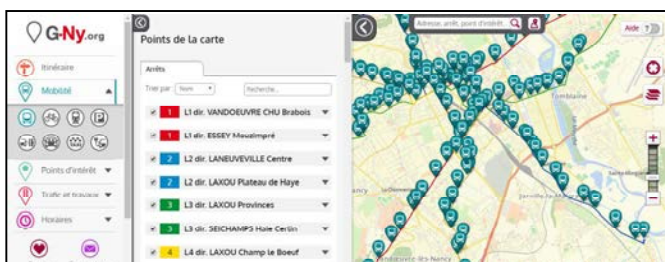 G-Ny.org
Itinéraire
Mobilité
Points d'intérêt
Trafic et travaux
Horaires
Points de la carte
Arrêts
Trier par Nom
Recherche...
1 L1 dir. VANDOEUVRE CHU Brabois
1 L1 dir. ESSEY Mouzimpré
2 L2 dir. LANEUVEVILLE Centre
2 L2 dir. LAXOU Plateau de Haye
3 L3 dir. LAXOU Provinces
3 L3 dir. SEICHAMPS Haie Cerlin
4 L4 dir. LAXOU Champ le Boeuf
Adresse, arrêt, point d'intérêt...
Aide ?
Tomblaine